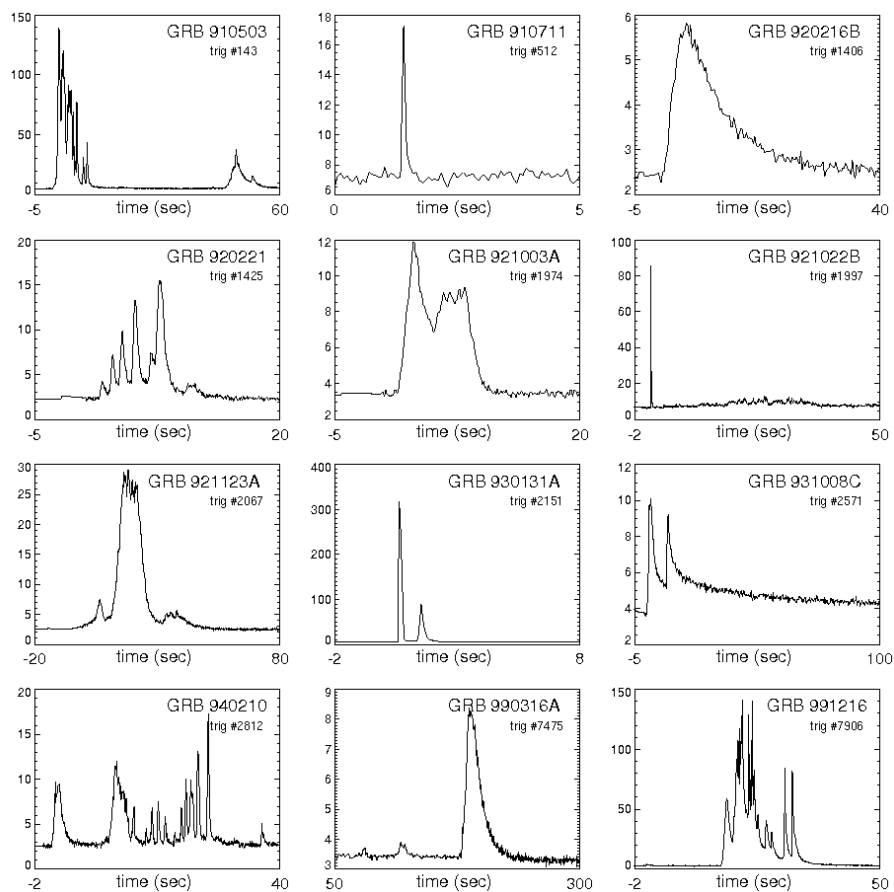 GRB 910503
trig #143
150
100
50
0
-5
time (sec)
60
GRB 910711
trig #512
18
16
14
12
10
8
6
0
time (sec)
5
GRB 920216B
trig #1406
6
5
4
3
2
-5
time (sec)
40
GRB 920221
trig #1425
20
15
10
5
0
-5
time (sec)
20
GRB 921003A
trig #1974
12
10
8
6
4
2
-5
time (sec)
20
GRB 921022B
trig #1997
100
80
60
40
20
0
-2
time (sec)
50
GRB 921123A
trig #2067
30
25
20
15
10
5
0
-20
time (sec)
80
GRB 930131A
trig #2151
400
300
200
100
0
-2
time (sec)
8
GRB 931008C
trig #2571
12
10
8
6
4
2
-5
time (sec)
100
GRB 940210
trig #2812
20
15
10
5
0
-2
time (sec)
40
GRB 990316A
trig #7475
9
8
7
6
5
4
3
50
time (sec)
300
GRB 991216
trig #7906
150
100
50
0
-2
time (sec)
50